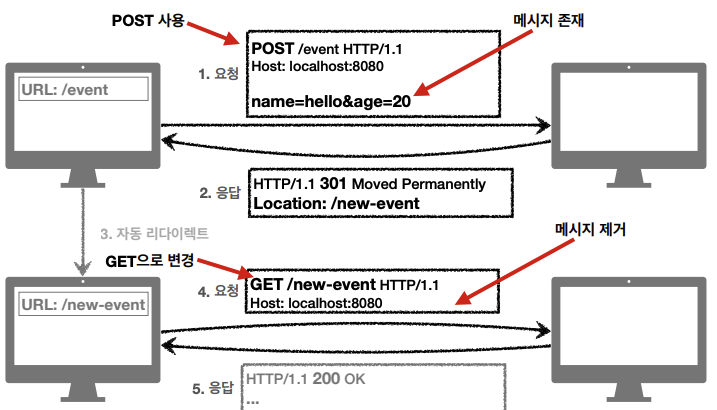 POST 사용
메시지 존재
URL: /event
1. 요청
POST /event HTTP/1.1
Host: localhost:8080
name=hello&age=20
2. 응답
HTTP/1.1 301 Moved Permanently
Location: /new-event
3. 자동 리다이렉트
메시지 제거
GET으로 변경
URL: /new-event
4. 요청
GET /new-event HTTP/1.1
Host: localhost:8080
5. 응답
HTTP/1.1 200 OK
...